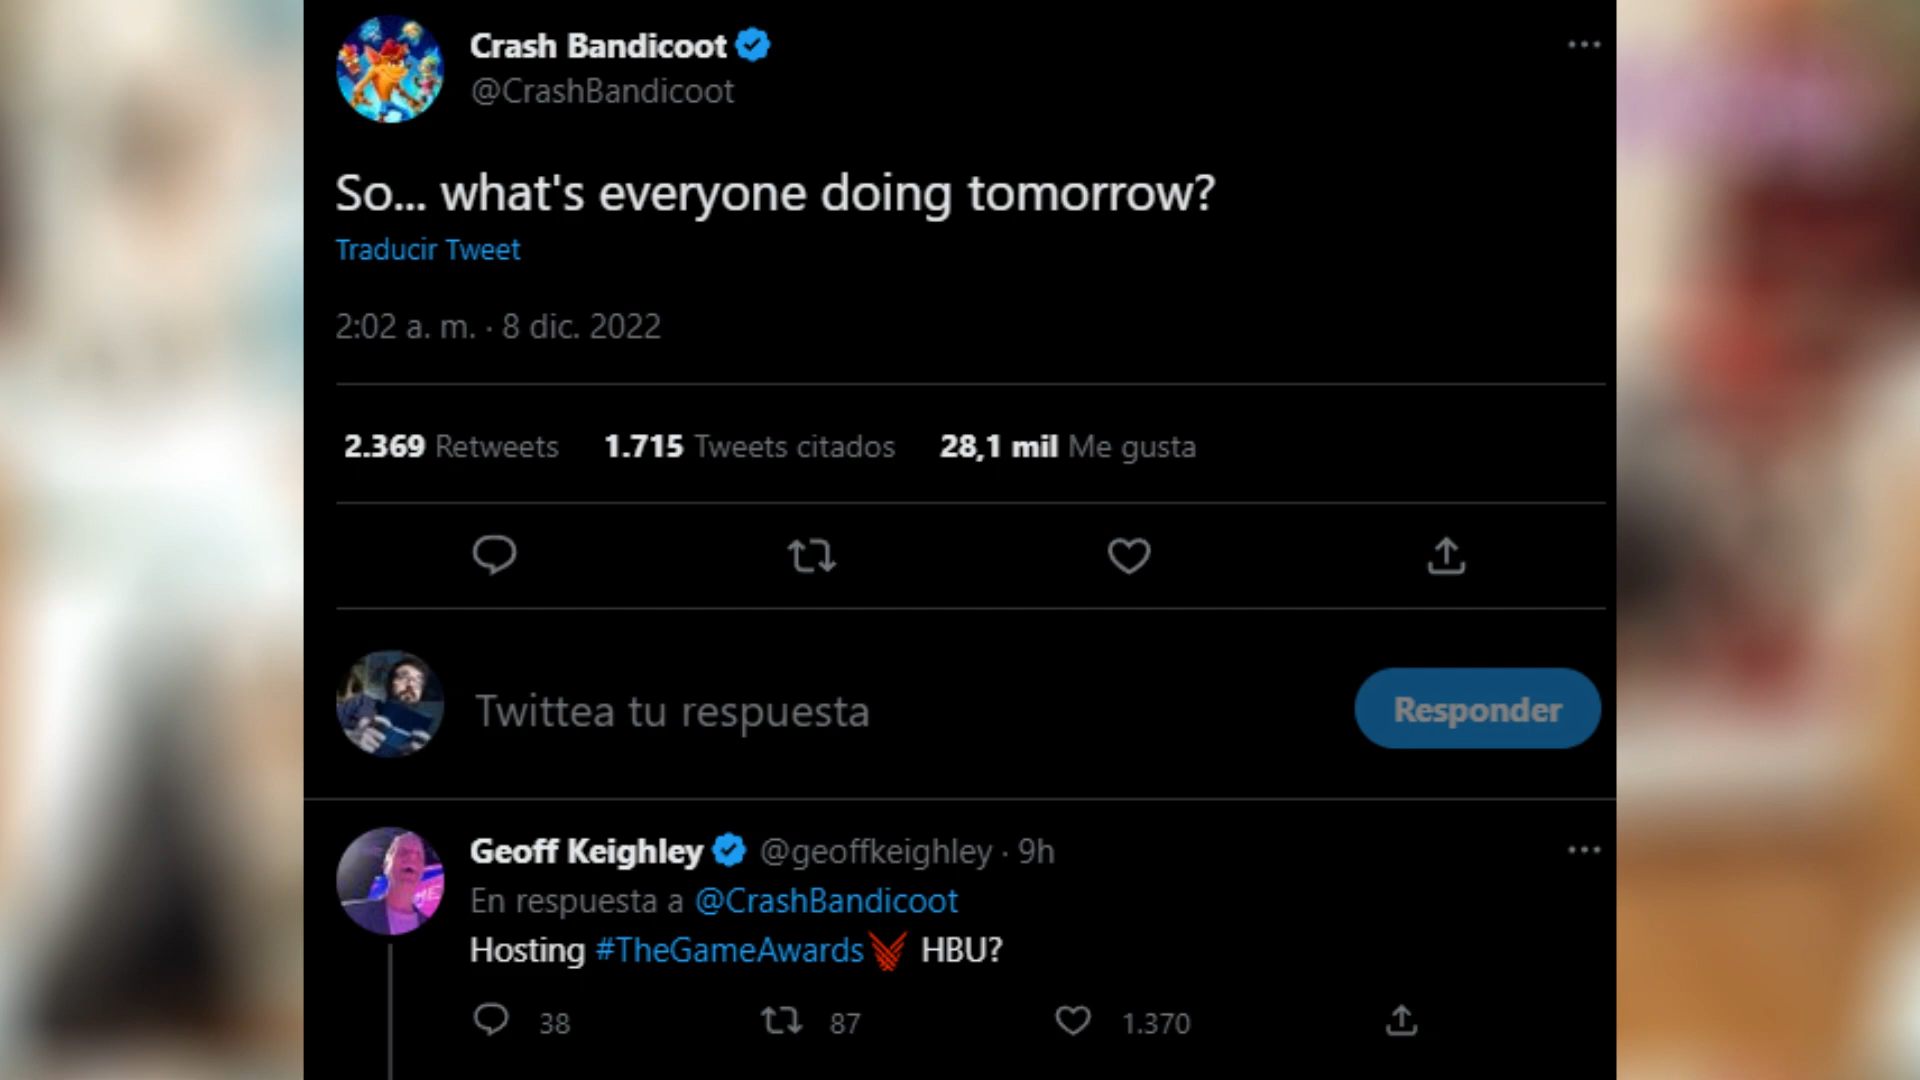 Crash Bandicoot
@CrashBandicoot
So... what's everyone doing tomorrow?
Traducir Tweet
2:02 a. m. · 8 dic. 2022
2.369 Retweets 1.715 Tweets citados 28,1 mil Me gusta
Twittea tu respuesta
Responder
Geoff Keighley @geoffkeighley · 9h
En respuesta a @CrashBandicoot
Hosting #TheGameAwards HBU?
38 87 1.370